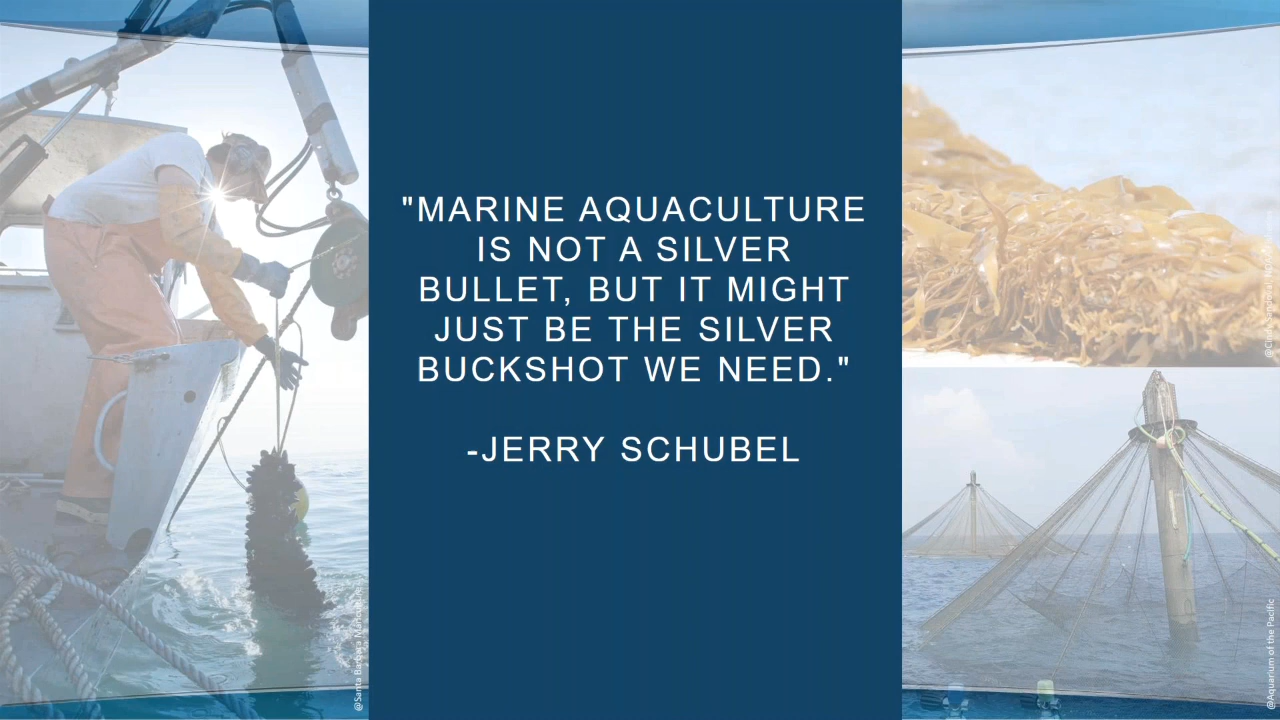 "MARINE AQUACULTURE
IS NOT A SILVER
BULLET, BUT IT MIGHT
JUST BE THE SILVER
BUCKSHOT WE NEED."
-JERRY SCHUBEL
@Santa Barbara Mariculture
@Aquarium of the Pacific